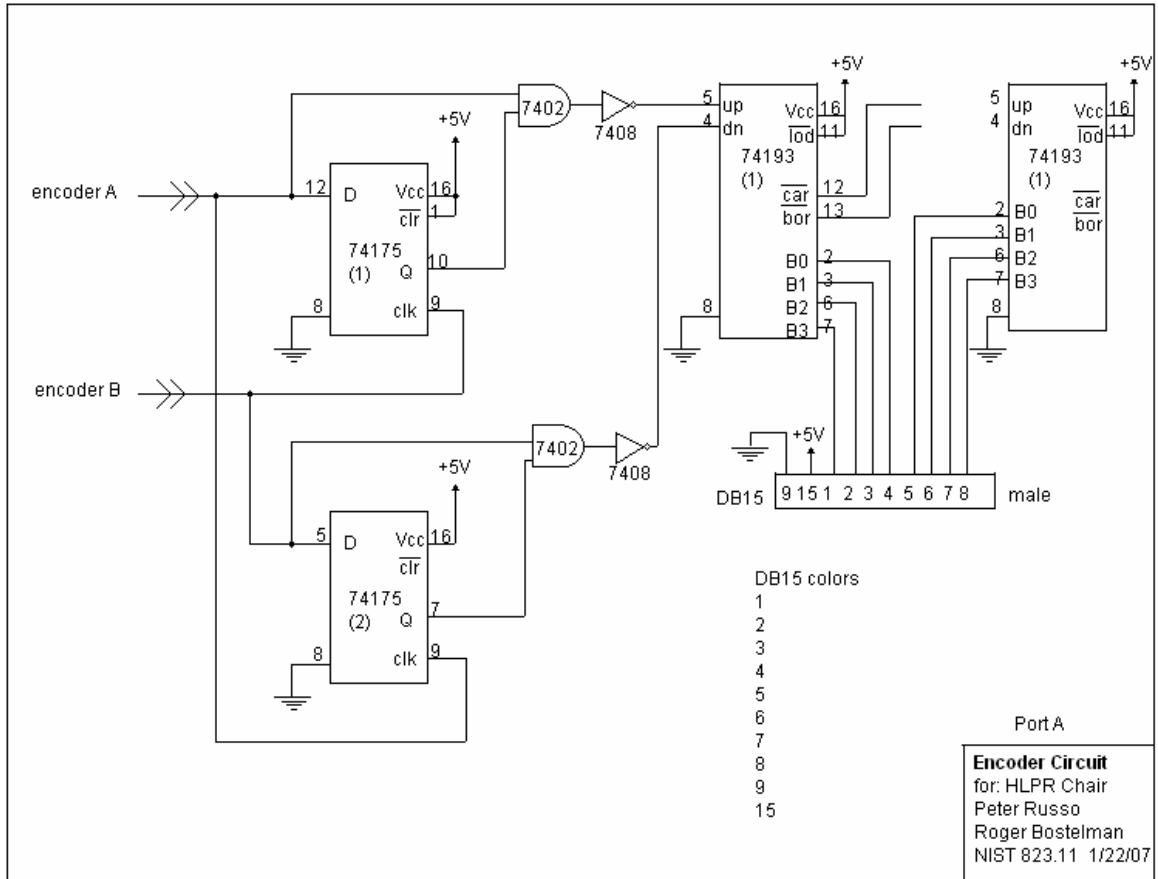 +5V
+5V
5 up
4 dn
Vcc 16
lod 11
74193
(1)
car 12
bor 13
B0 2
B1 3
B2 6
B3 7
8
5 up
4 dn
Vcc 16
lod 11
74193
(1)
car
bor
2 B0
3 B1
6 B2
7 B3
8
7402
7408
+5V
encoder A
12 D
Vcc 16
clr 1
74175
(1)
Q 10
clk 9
8
encoder B
7402
7408
+5V
5 D
Vcc 16
clr
74175
(2)
Q 7
clk 9
8
+5V
DB15 9 15 1 2 3 4 5 6 7 8 male
DB15 colors
1
2
3
4
5
6
7
8
9
15
Port A
Encoder Circuit
for: HLPR Chair
Peter Russo
Roger Bostelman
NIST 823.11 1/22/07